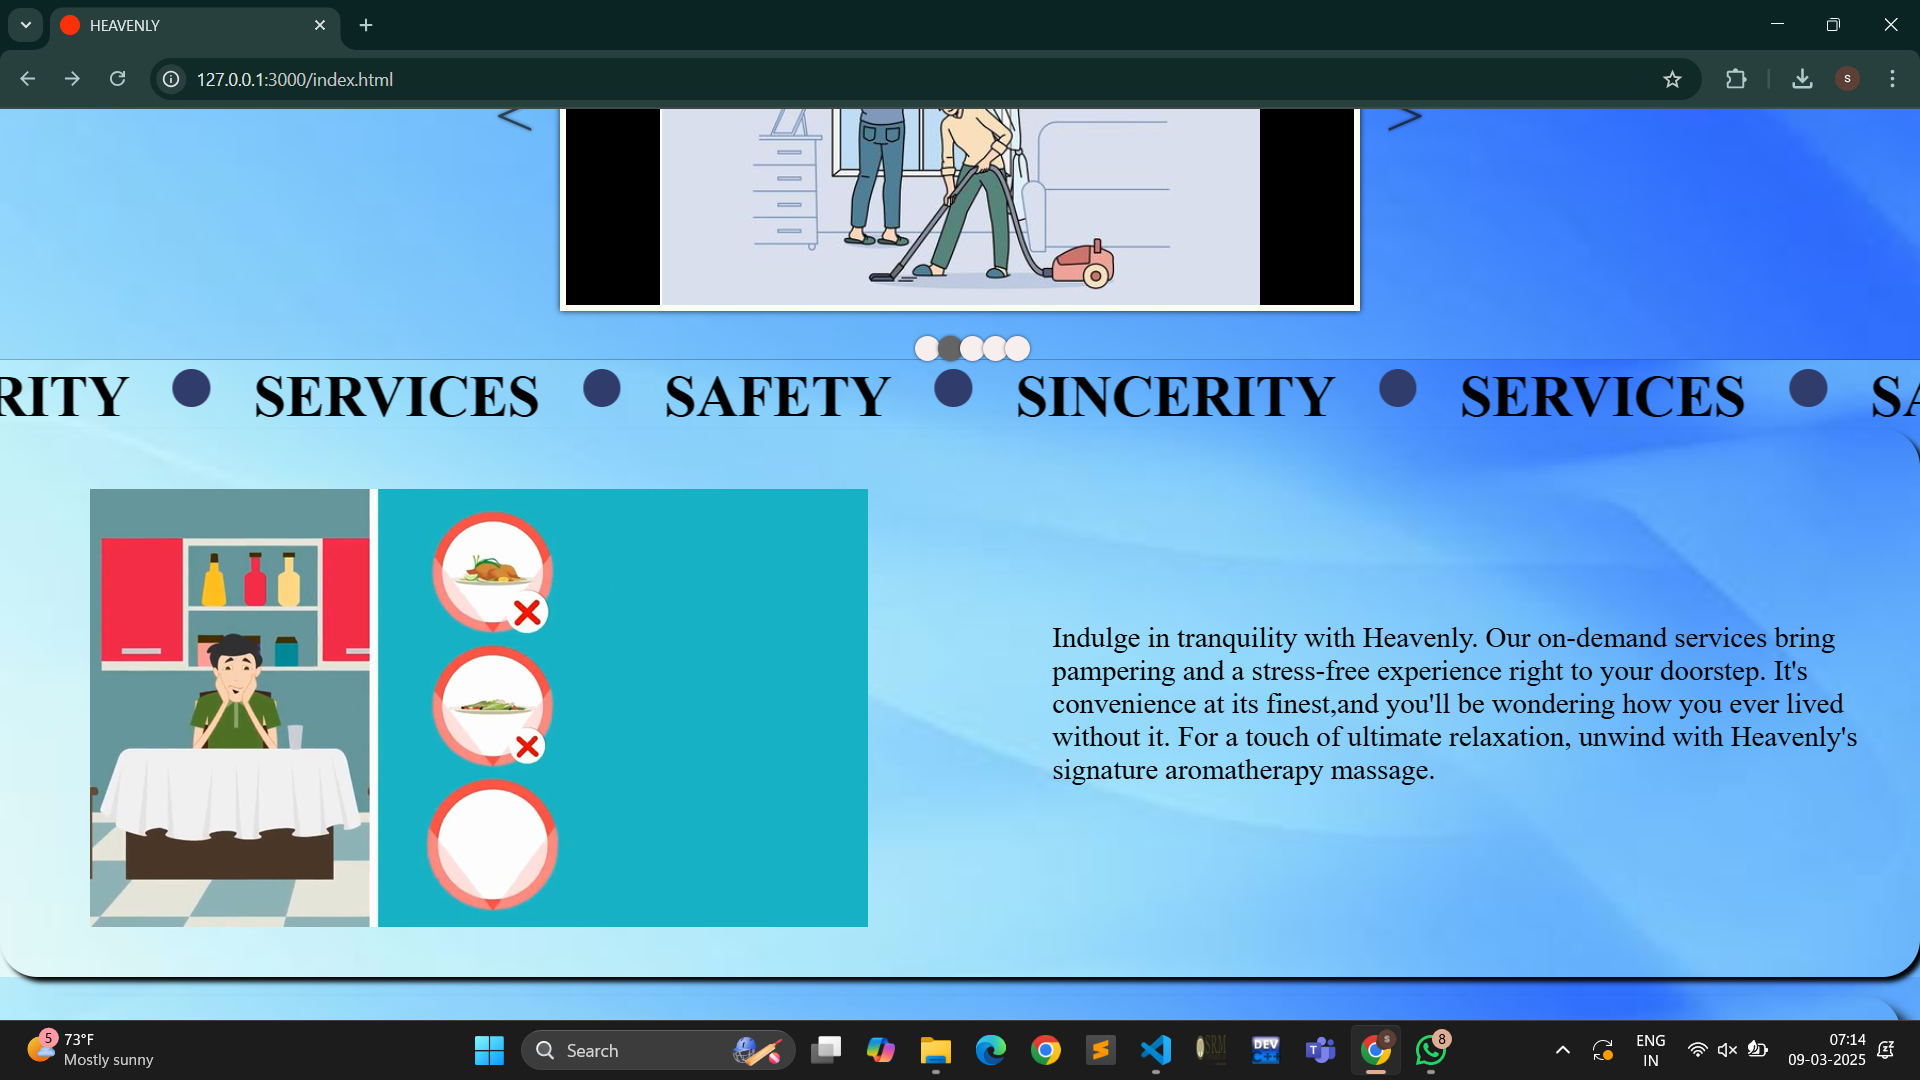 HEAVENLY
127.0.0.1:3000/index.html
S
<
>
RITY SERVICES SAFETY SINCERITY SERVICES SA
Indulge in tranquility with Heavenly. Our on-demand services bring
pampering and a stress-free experience right to your doorstep. It's
convenience at its finest,and you'll be wondering how you ever lived
without it. For a touch of ultimate relaxation, unwind with Heavenly's
signature aromatherapy massage.
5
73°F
Mostly sunny
Search
SRM
DEV
C++
T
S
8
ENG
IN
07:14
09-03-2025